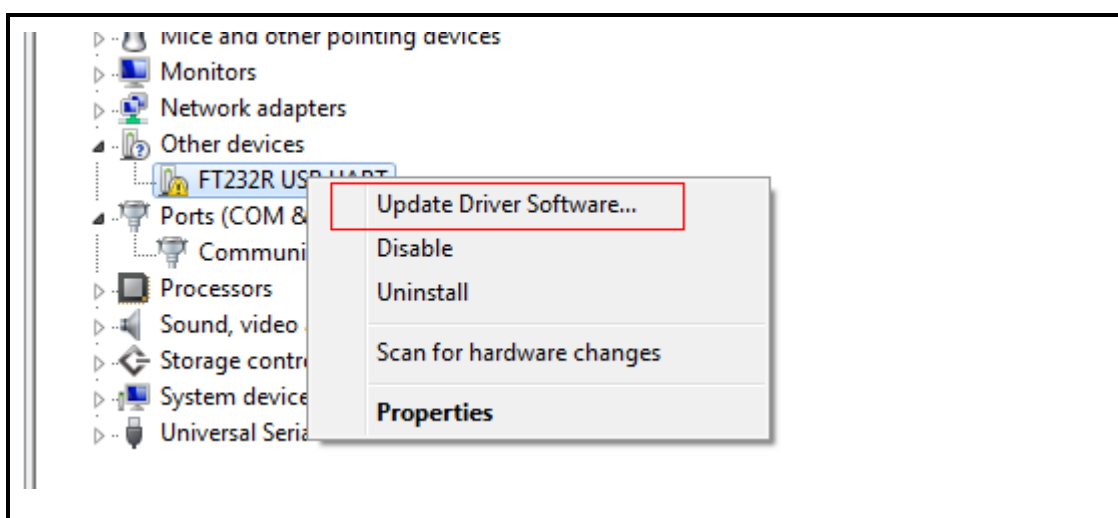 Mice and other pointing devices
Monitors
Network adapters
Other devices
FT232R USB UART
Update Driver Software...
Ports (COM &
Disable
Communi
Uninstall
Processors
Sound, video
Scan for hardware changes
Storage contr
System device
Properties
Universal Seria